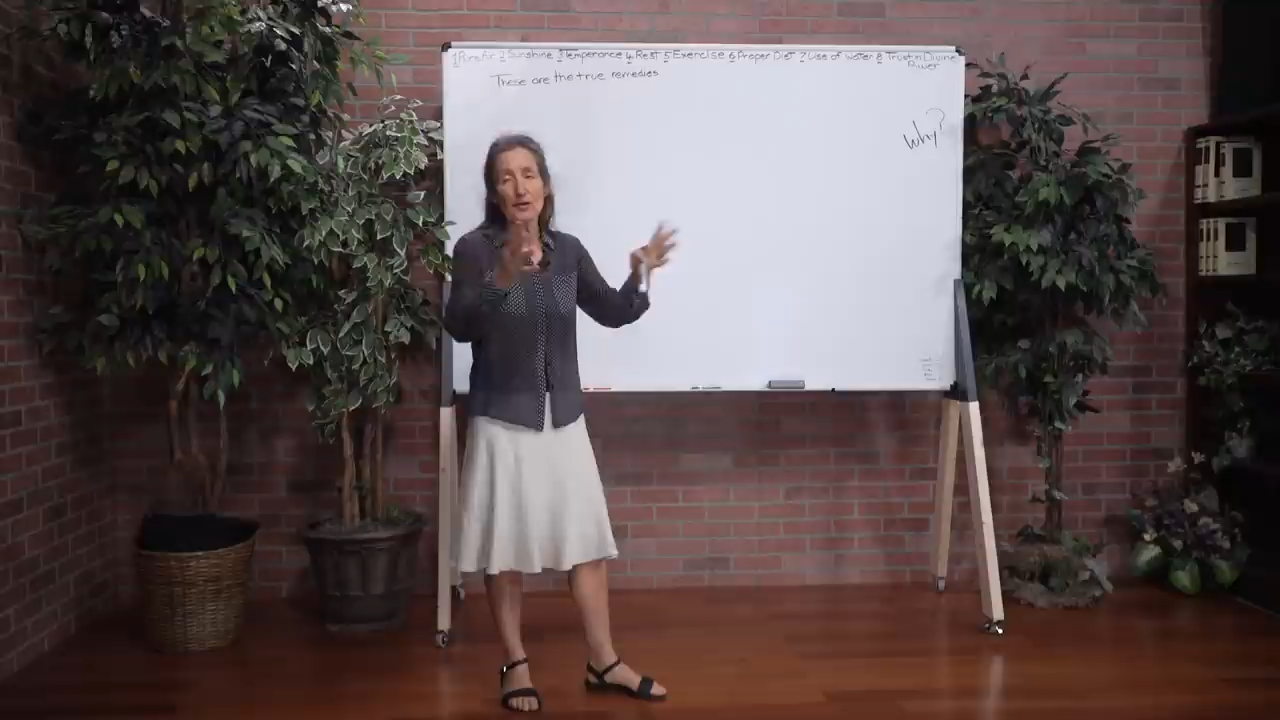 1 Pure Air 2 Sunshine 3 Temperance 4 Rest 5 Exercise 6 Proper Diet 7 Use of water 8 Trust in Divine
Power
These are the true remedies
Why?